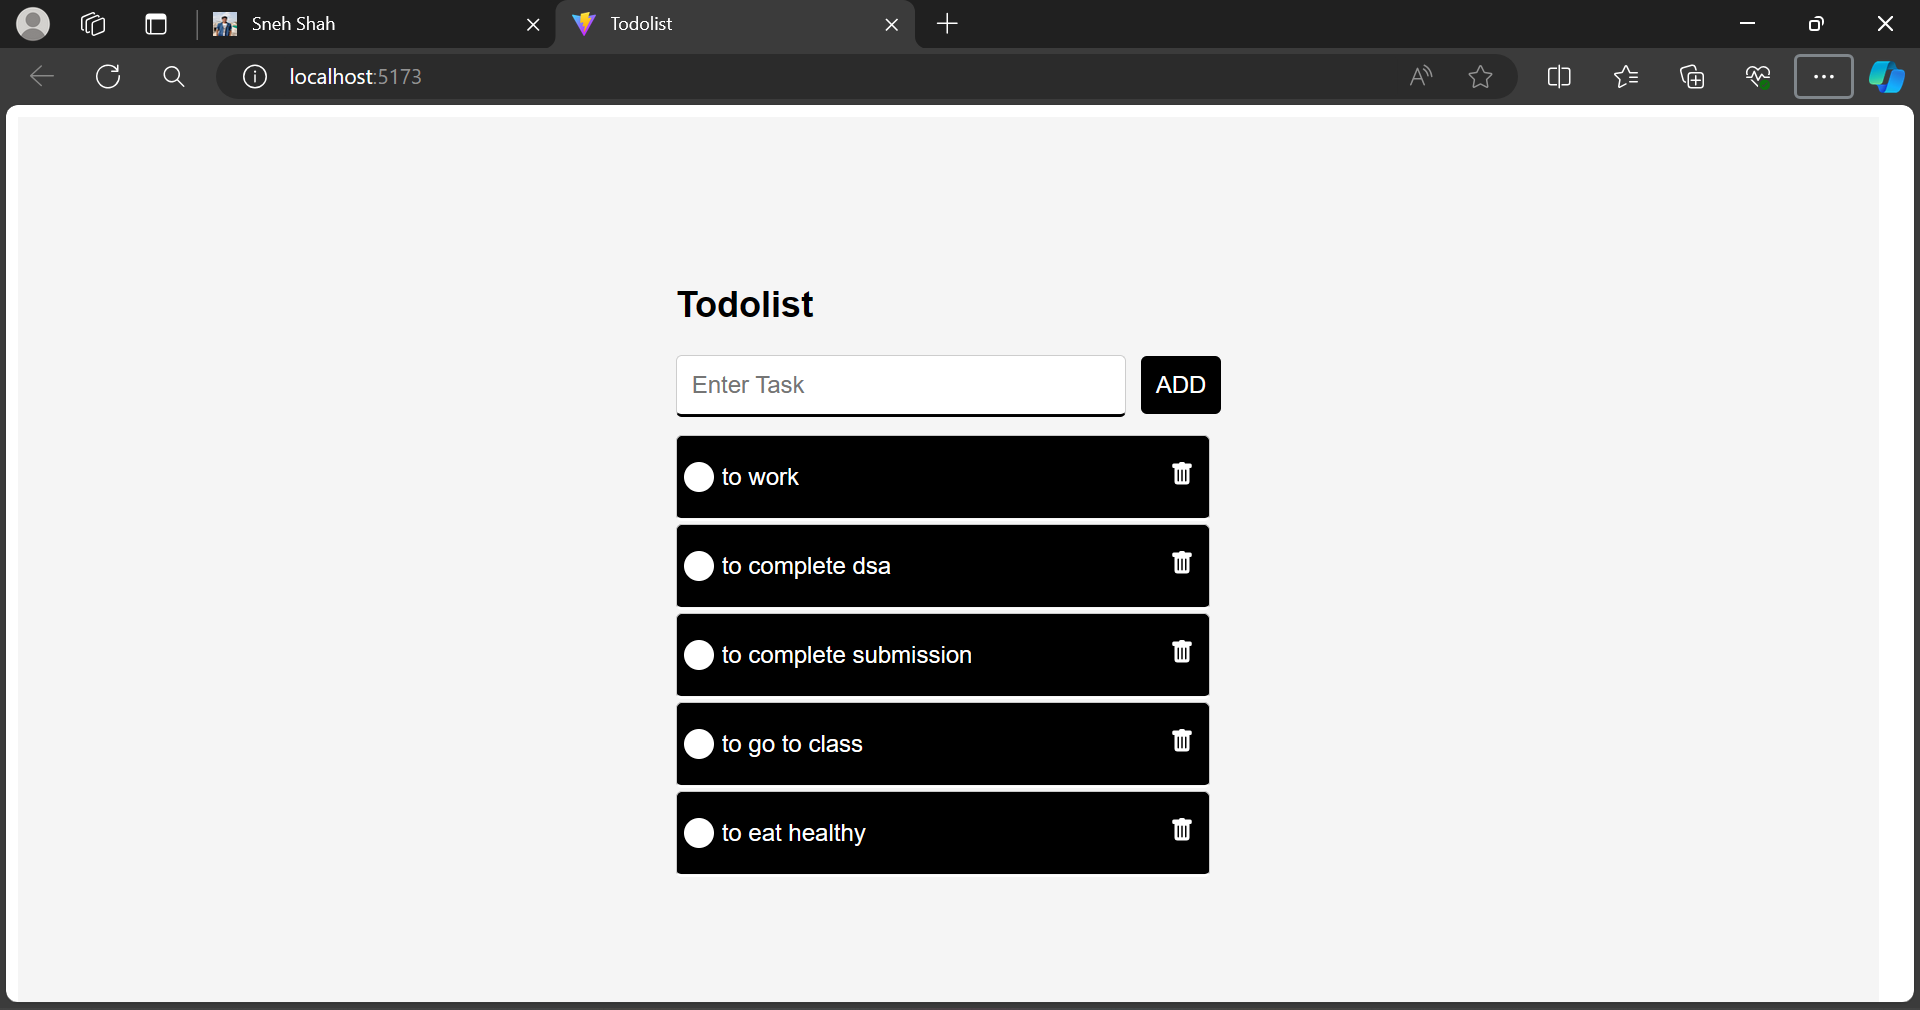 Sneh Shah
Todolist
localhost:5173
Todolist
Enter Task
ADD
to work
to complete dsa
to complete submission
to go to class
to eat healthy